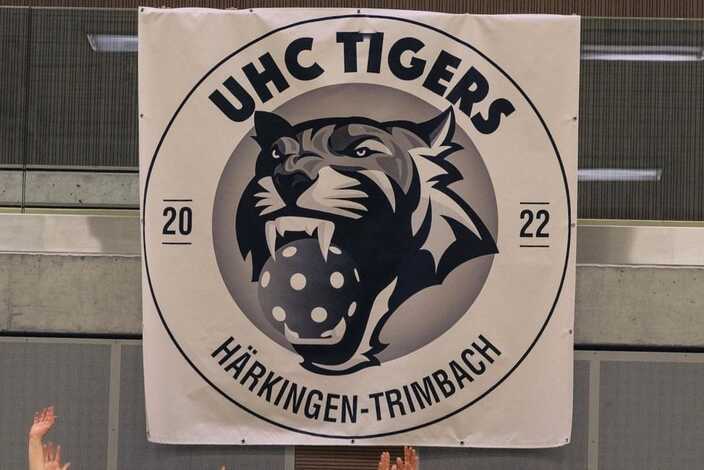 UHC TIGERS
20 22
HÄRKINGEN-TRIMBACH